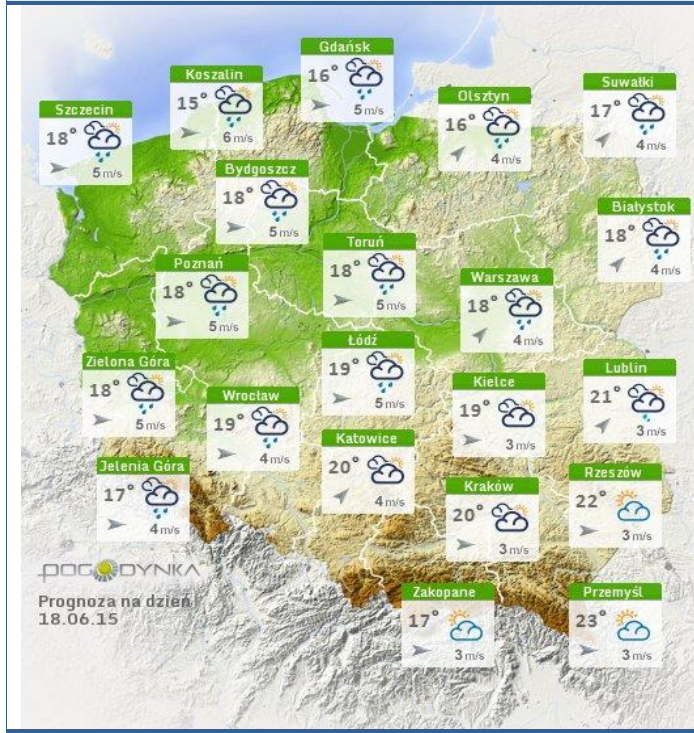 Gdańsk
16°
5 m/s
Koszalin
15°
6 m/s
Suwałki
17°
4 m/s
Olsztyn
16°
4 m/s
Szczecin
18°
5 m/s
Bydgoszcz
18°
5 m/s
Białystok
18°
4 m/s
Toruń
18°
5 m/s
Poznań
18°
5 m/s
Warszawa
18°
4 m/s
Łódź
19°
5 m/s
Zielona Góra
18°
5 m/s
Lublin
21°
3 m/s
Kielce
19°
3 m/s
Wrocław
19°
4 m/s
Katowice
20°
4 m/s
Jelenia Góra
17°
4 m/s
Rzeszów
22°
3 m/s
Kraków
20°
3 m/s
POGODYNKA
Prognoza na dzień
18.06.15
Zakopane
17°
3 m/s
Przemyśl
23°
3 m/s